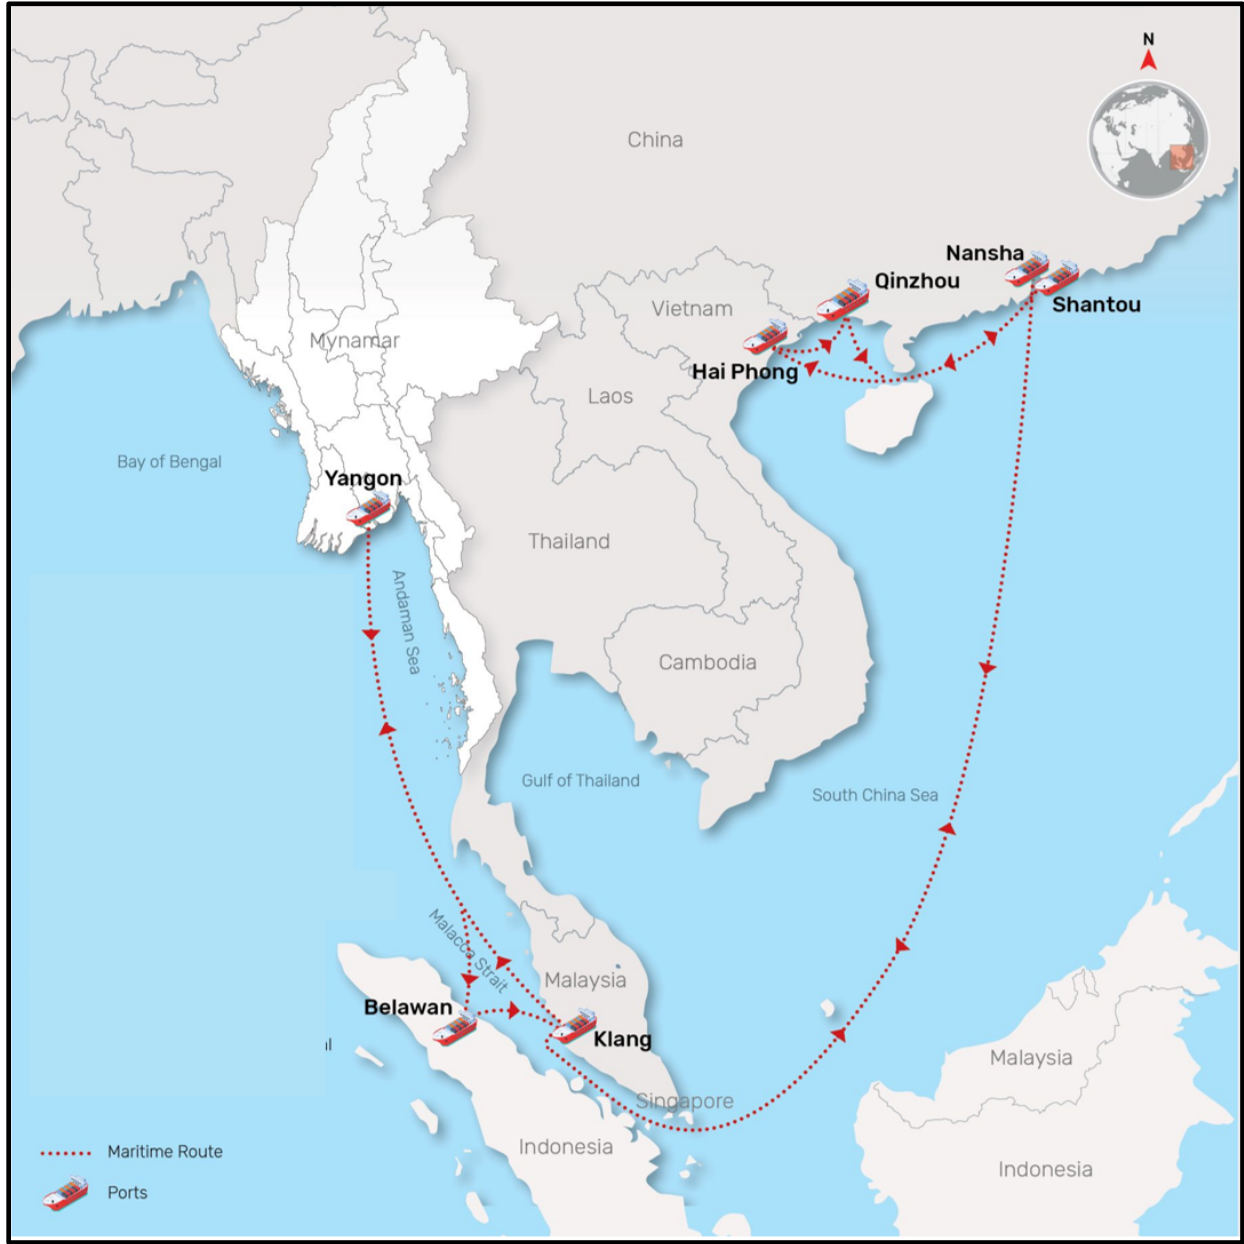 N
China
Nansha
Qinzhou
Shantou
Vietnam
Mynamar
Hai Phong
Laos
Bay of Bengal
Yangon
Thailand
Andaman Sea
Cambodia
Gulf of Thailand
South China Sea
Malacca Strait
Malaysia
Belawan
Klang
Malaysia
Singapore
Indonesia
Indonesia
Maritime Route
Ports